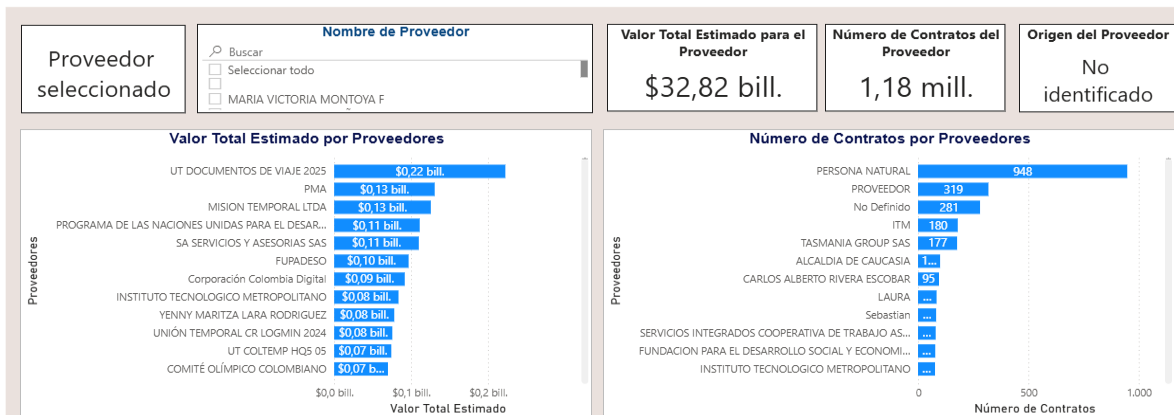 Proveedor
seleccionado
Nombre de Proveedor
Buscar
Seleccionar todo
MARIA VICTORIA MONTOYA F
Valor Total Estimado para el
Proveedor
$32,82 bill.
Número de Contratos del
Proveedor
1,18 mill.
Origen del Proveedor
No
identificado
Valor Total Estimado por Proveedores
Proveedores
UT DOCUMENTOS DE VIAJE 2025 $0,22 bill.
PMA $0,13 bill.
MISION TEMPORAL LTDA $0,13 bill.
PROGRAMA DE LAS NACIONES UNIDAS PARA EL DESAR... $0,11 bill.
SA SERVICIOS Y ASESORIAS SAS $0,11 bill.
FUPADESO $0,10 bill.
Corporación Colombia Digital $0,09 bill.
INSTITUTO TECNOLOGICO METROPOLITANO $0,08 bill.
YENNY MARITZA LARA RODRIGUEZ $0,08 bill.
UNIÓN TEMPORAL CR LOGMIN 2024 $0,08 bill.
UT COLTEMP HQ5 05 $0,07 bill.
COMITÉ OLÍMPICO COLOMBIANO $0,07 b...
$0,0 bill. $0,1 bill. $0,2 bill.
Valor Total Estimado
Número de Contratos por Proveedores
Proveedores
PERSONA NATURAL 948
PROVEEDOR 319
No Definido 281
ITM 180
TASMANIA GROUP SAS 177
ALCALDIA DE CAUCASIA 1...
CARLOS ALBERTO RIVERA ESCOBAR 95
LAURA ...
Sebastian ...
SERVICIOS INTEGRADOS COOPERATIVA DE TRABAJO AS... ...
FUNDACION PARA EL DESARROLLO SOCIAL Y ECONOMI... ...
INSTITUTO TECNOLOGICO METROPOLITANO ...
0 500 1.000
Número de Contratos